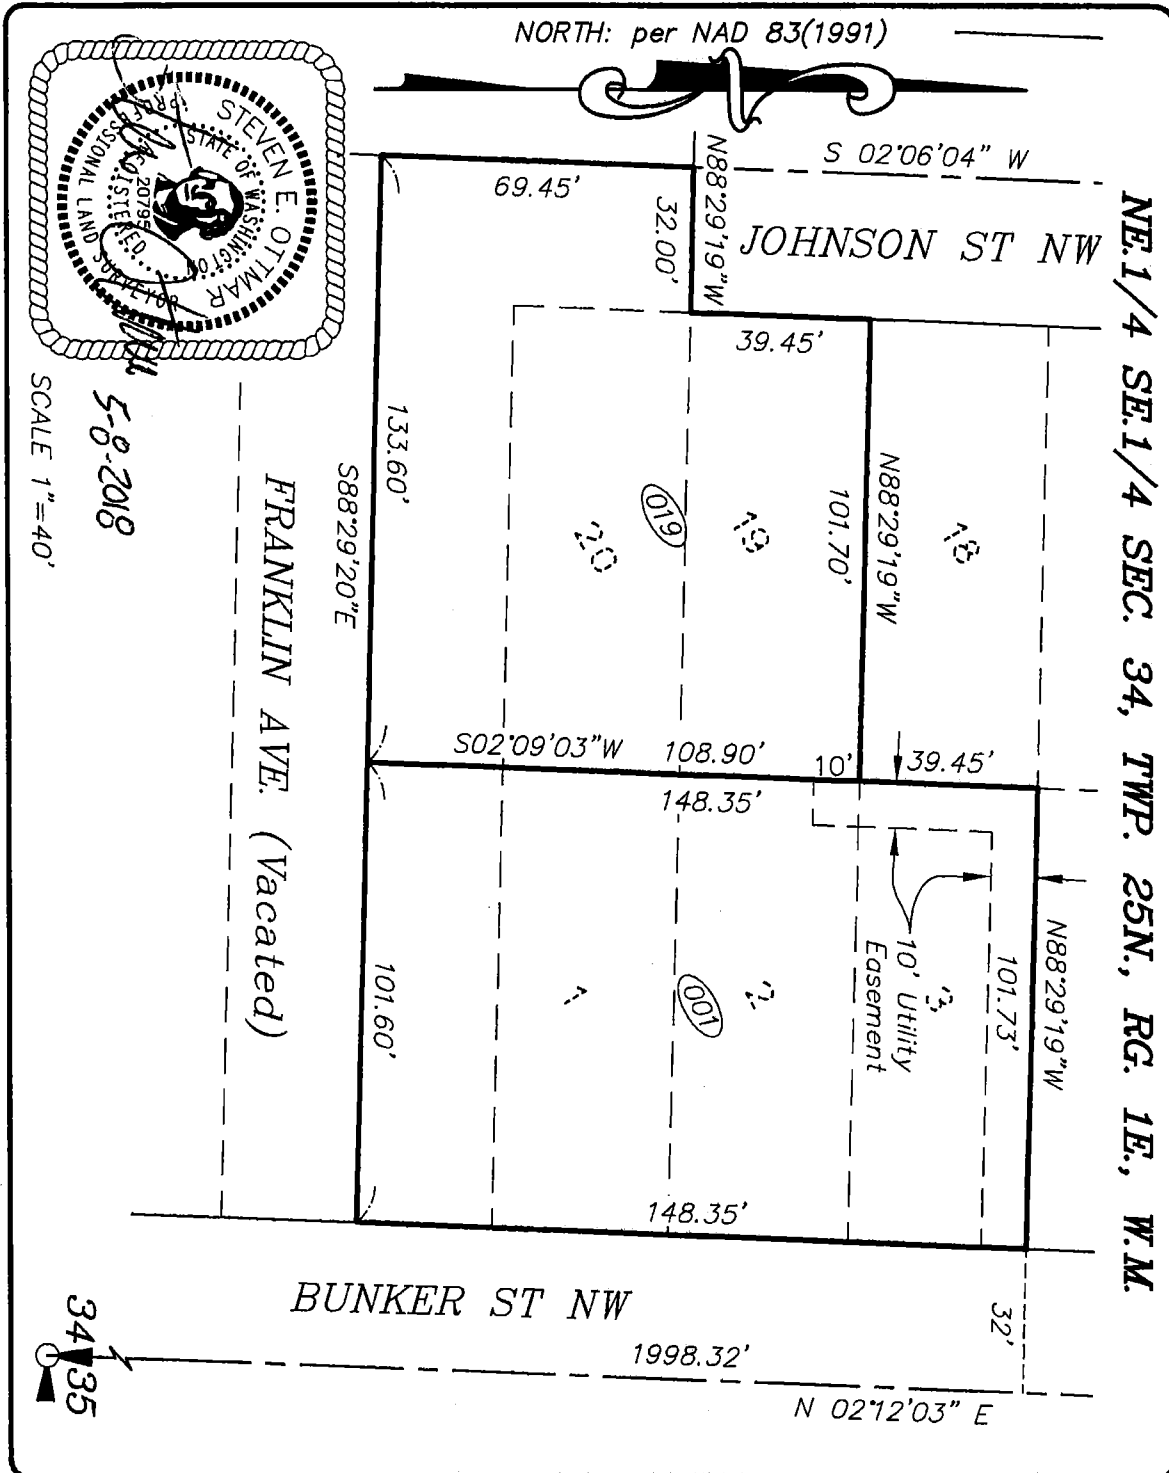 NORTH: per NAD 83(1991)
NE.1/4 SE.1/4 SEC. 34, TWP. 25N., RG. 1E., W.M.
STEVEN E. OTTMAR
STATE OF WASHINGTON
20795
REGISTERED
PROFESSIONAL LAND SURVEYOR
5-8-2018
SCALE 1"=40'
S 02°06'04" W
JOHNSON ST NW
69.45'
N88°29'19"W
32.00'
39.45'
133.60'
S88°29'20"E
N88°29'19"W
101.70'
18
19
019
20
FRANKLIN AVE. (Vacated)
S02°09'03"W
108.90'
10'
39.45'
148.35'
N88°29'19"W
101.73'
3
10' Utility
Easement
2
001
1
101.60'
148.35'
BUNKER ST NW
32'
1998.32'
N 02°12'03" E
34
35